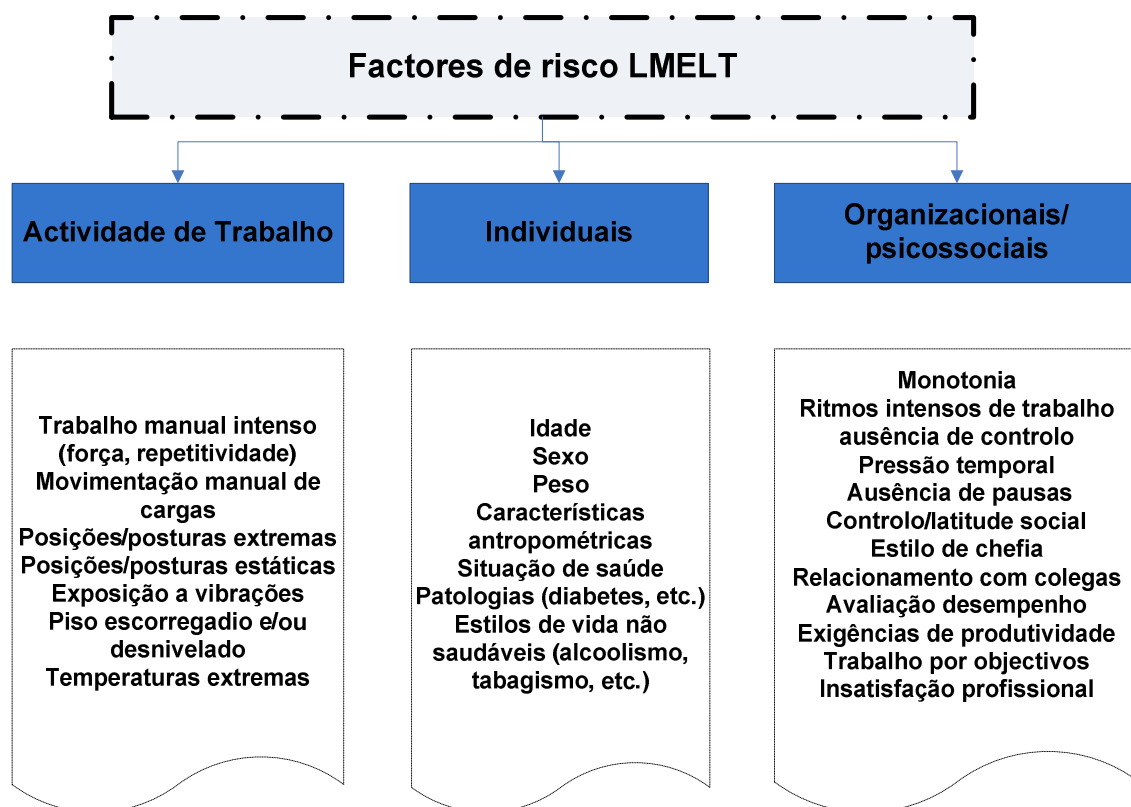 Factores de risco LMELT
Actividade de Trabalho
Individuais
Organizacionais/
psicossociais
Trabalho manual intenso
(força, repetitividade)
Movimentação manual de
cargas
Posições/posturas extremas
Posições/posturas estáticas
Exposição a vibrações
Piso escorregadio e/ou
desnivelado
Temperaturas extremas
Idade
Sexo
Peso
Características
antropométricas
Situação de saúde
Patologias (diabetes, etc.)
Estilos de vida não
saudáveis (alcoolismo,
tabagismo, etc.)
Monotonia
Ritmos intensos de trabalho
ausência de controlo
Pressão temporal
Ausência de pausas
Controlo/latitude social
Estilo de chefia
Relacionamento com colegas
Avaliação desempenho
Exigências de produtividade
Trabalho por objectivos
Insatisfação profissional